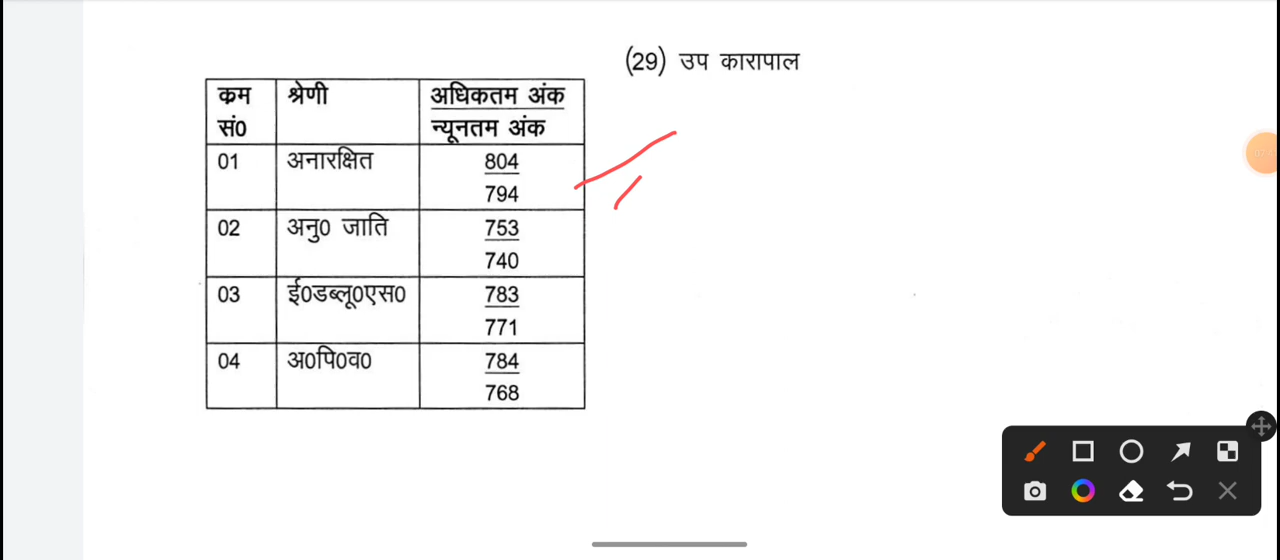 (29) उप कारापाल
क्रम सं0 श्रेणी अधिकतम अंक
न्यूनतम अंक
01 अनारक्षित 804
794
02 अनु0 जाति 753
740
03 ई0डब्लू0एस0 783
771
04 अ0पि0व0 784
768